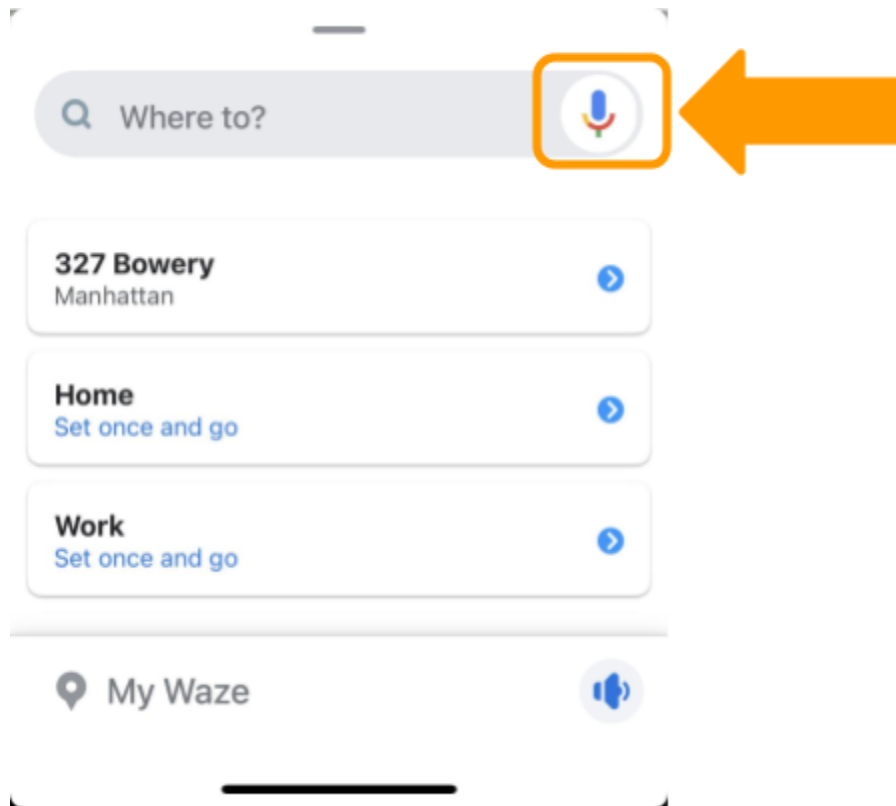 Where to?
327 Bowery
Manhattan
Home
Set once and go
Work
Set once and go
My Waze